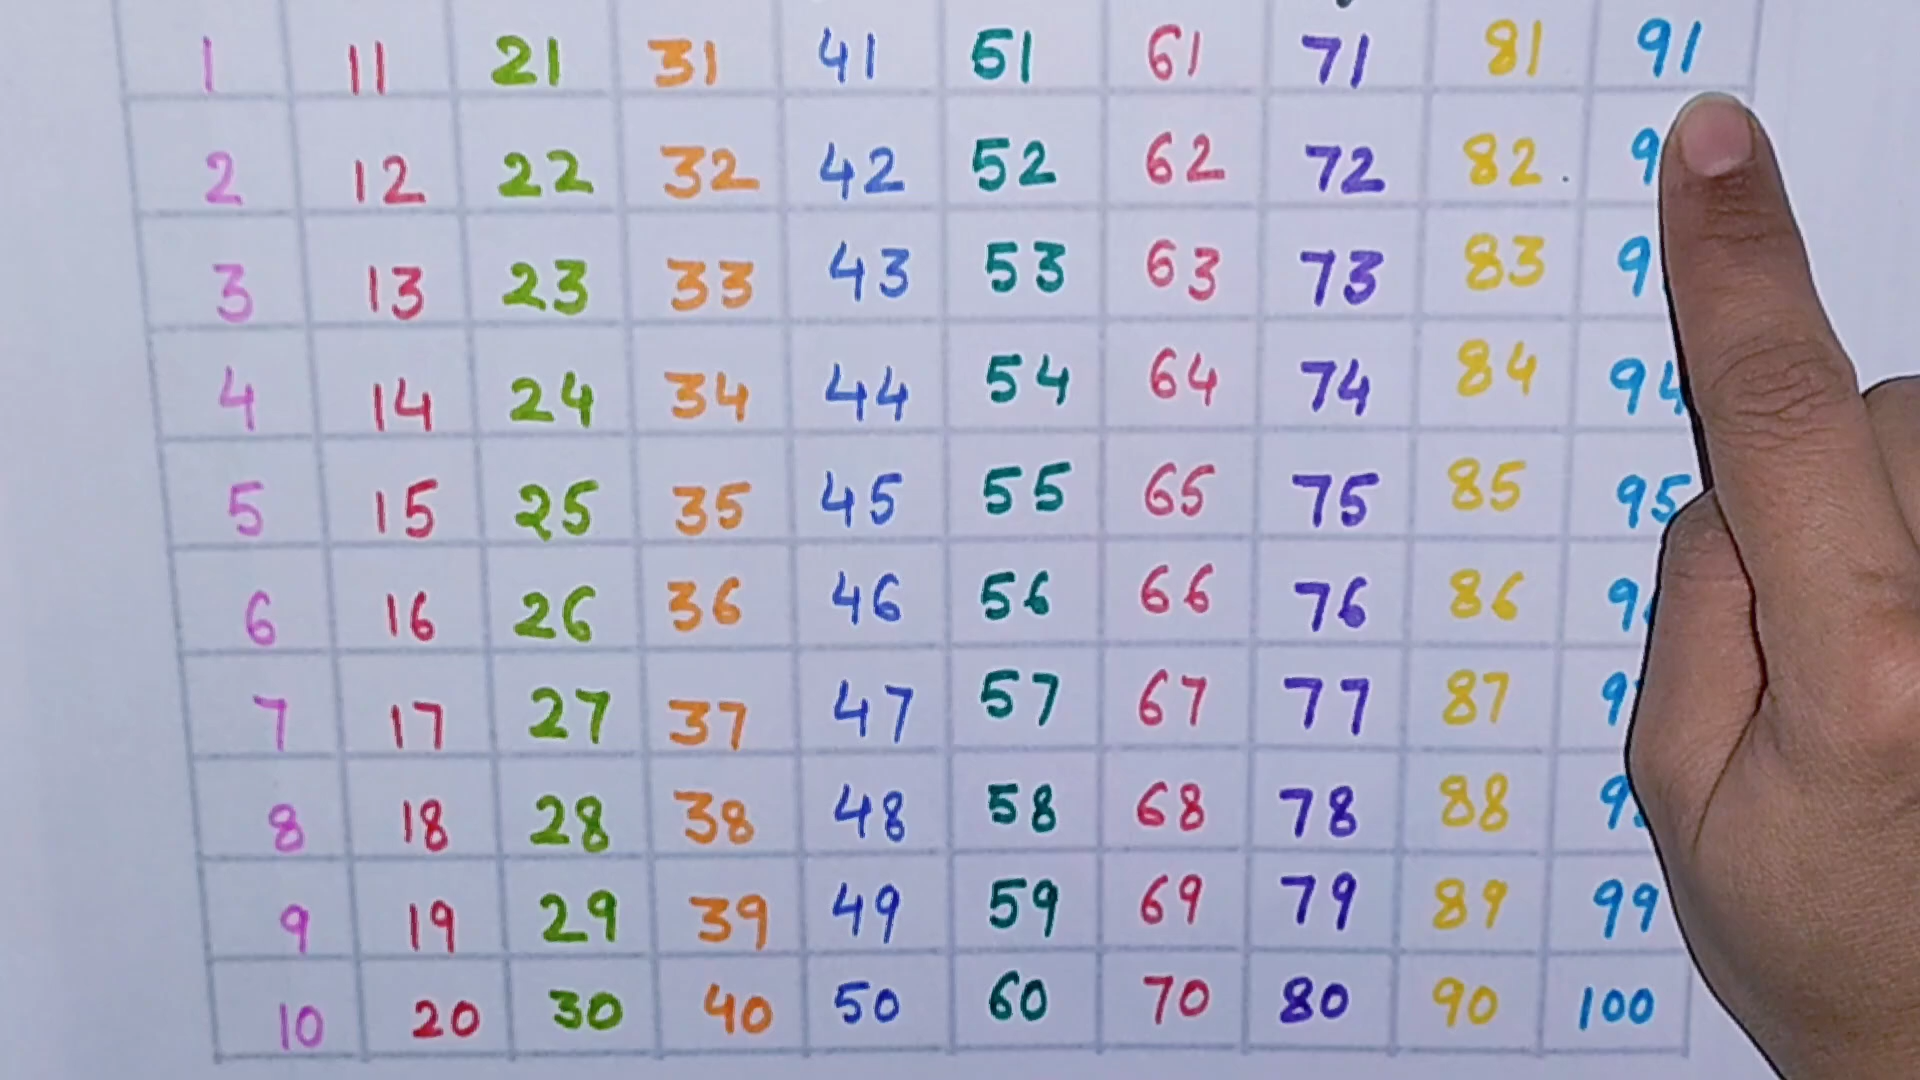 1 11 21 31 41 51 61 71 81 91
2 12 22 32 42 52 62 72 82
3 13 23 33 43 53 63 73 83
4 14 24 34 44 54 64 74 84 94
5 15 25 35 45 55 65 75 85 95
6 16 26 36 46 56 66 76 86
7 17 27 37 47 57 67 77 87
8 18 28 38 48 58 68 78 88
9 19 29 39 49 59 69 79 89 99
10 20 30 40 50 60 70 80 90 100